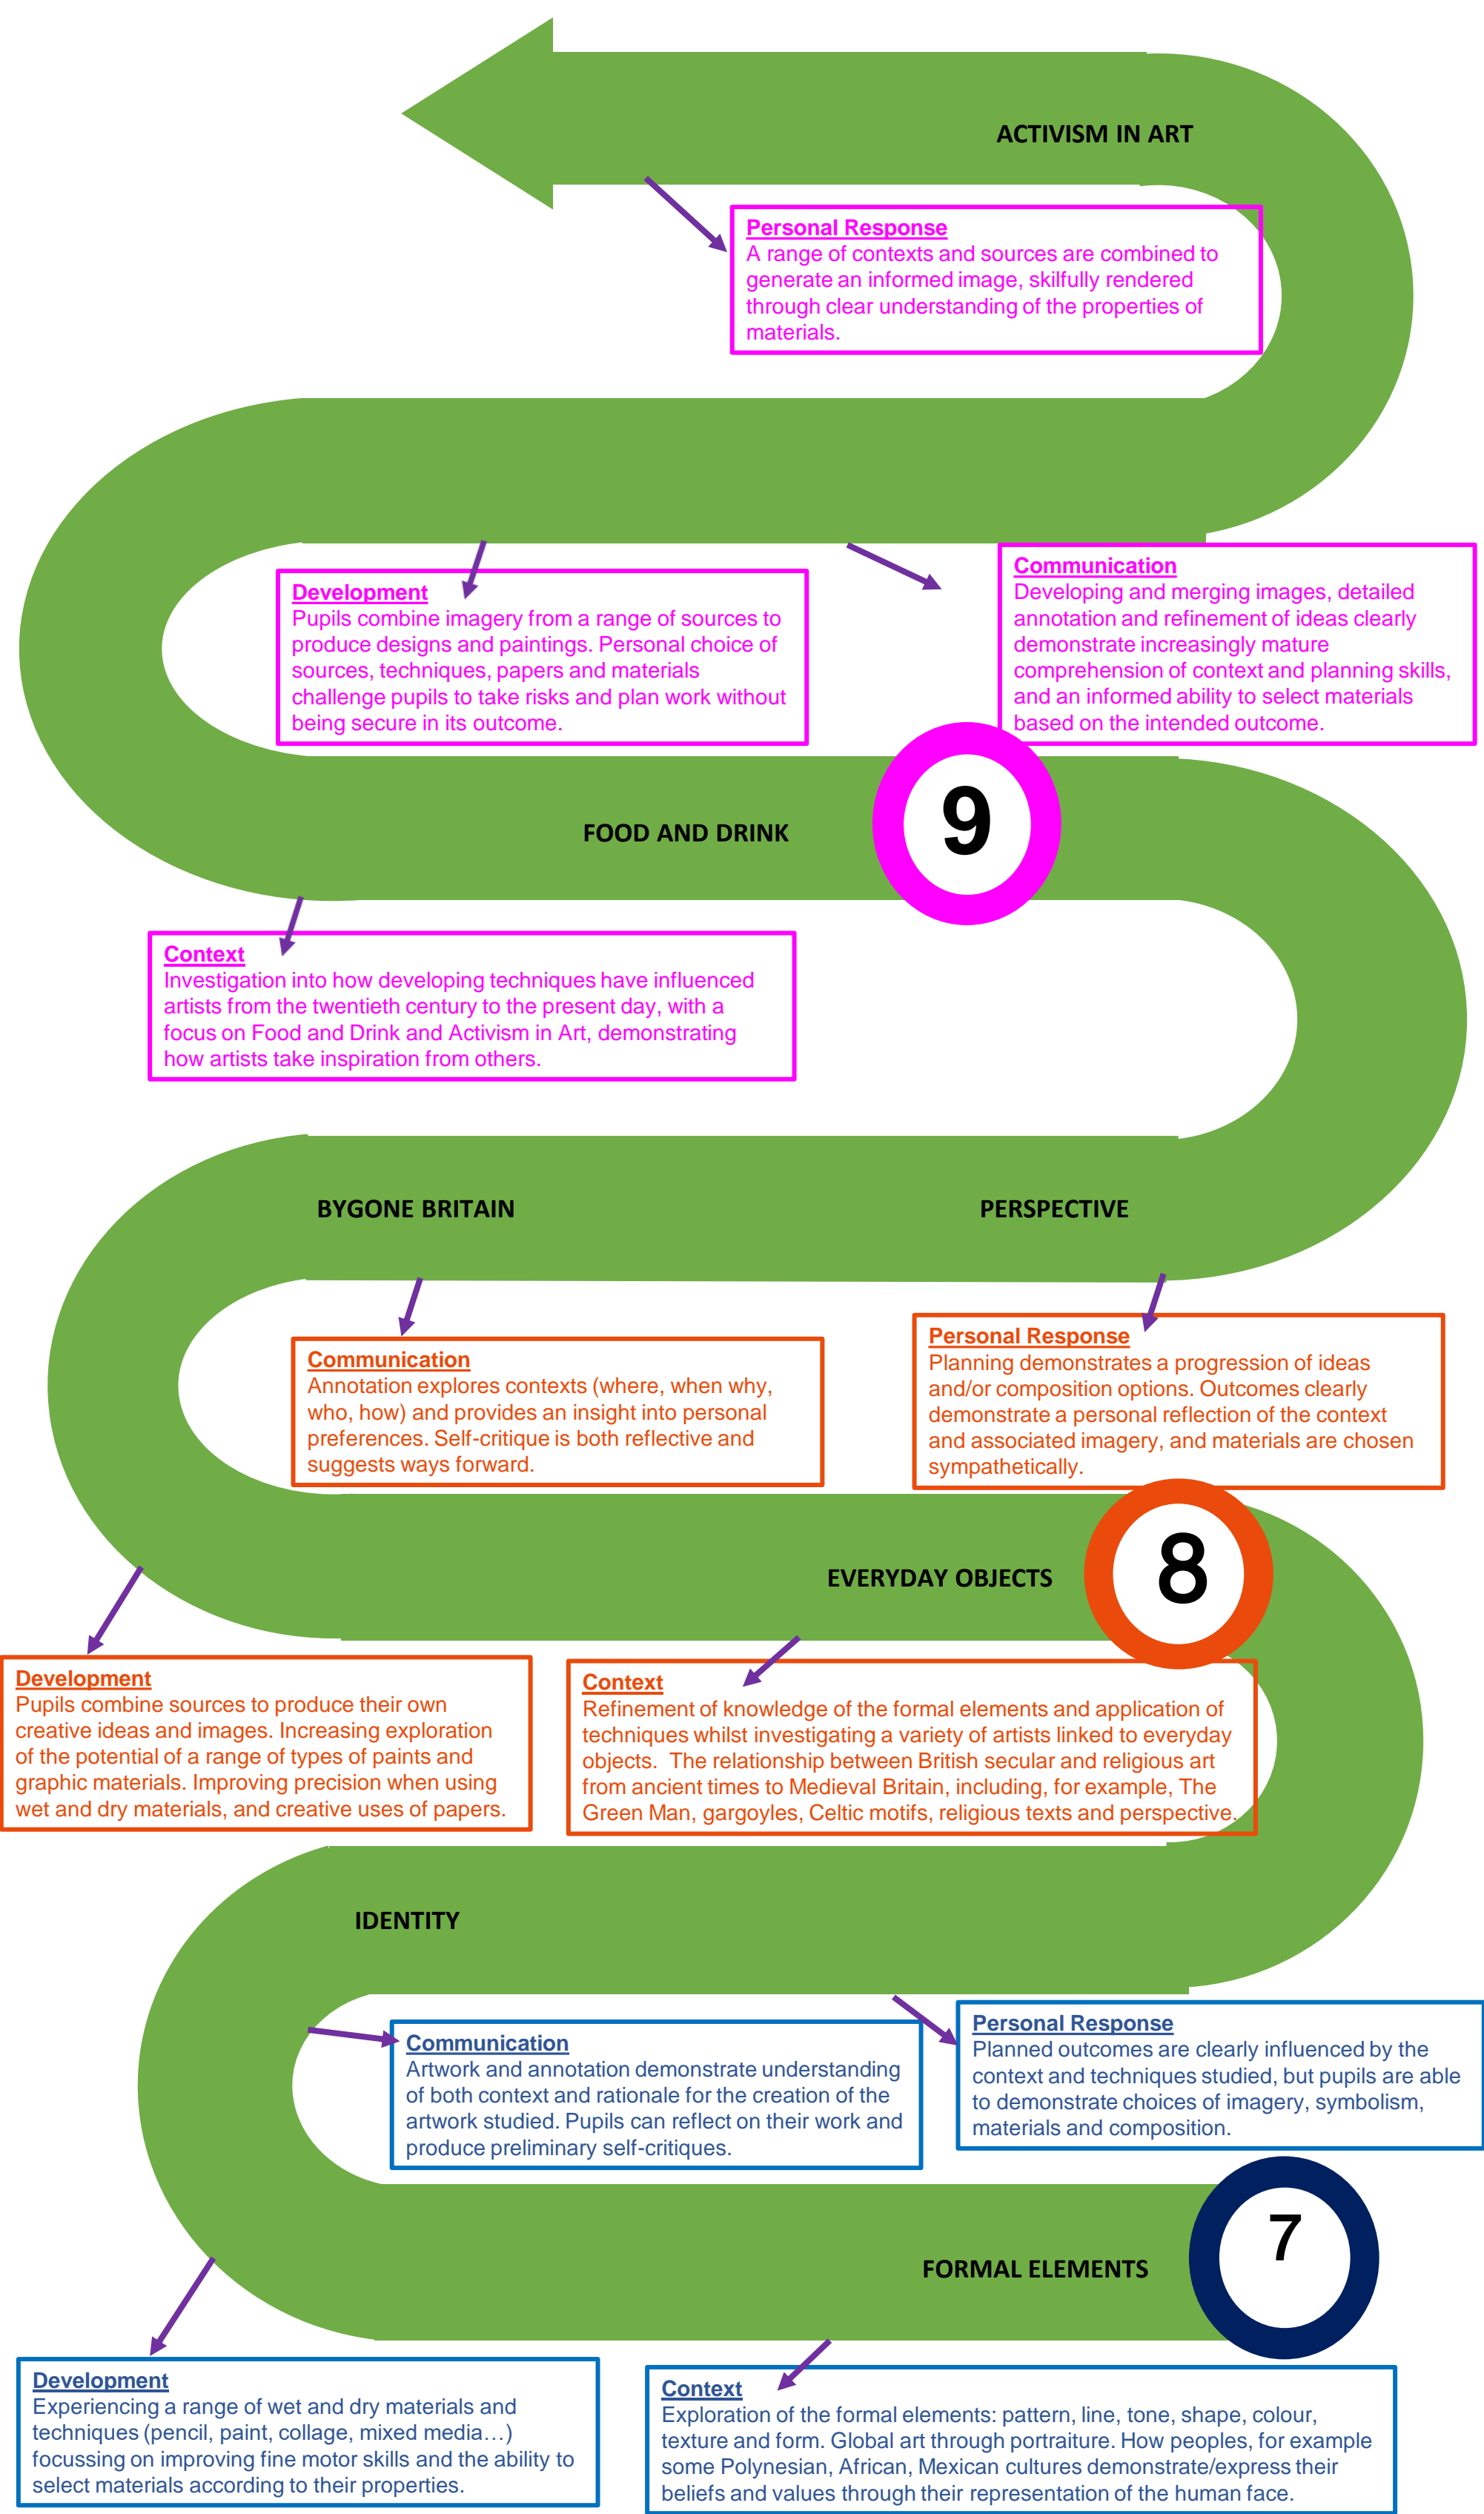 ACTIVISM IN ART
Personal Response
A range of contexts and sources are combined to
generate an informed image, skilfully rendered
through clear understanding of the properties of
materials.
Development
Pupils combine imagery from a range of sources to
produce designs and paintings. Personal choice of
sources, techniques, papers and materials
challenge pupils to take risks and plan work without
being secure in its outcome.
Communication
Developing and merging images, detailed
annotation and refinement of ideas clearly
demonstrate increasingly mature
comprehension of context and planning skills,
and an informed ability to select materials
based on the intended outcome.
FOOD AND DRINK
9
Context
Investigation into how developing techniques have influenced
artists from the twentieth century to the present day, with a
focus on Food and Drink and Activism in Art, demonstrating
how artists take inspiration from others.
BYGONE BRITAIN
PERSPECTIVE
Communication
Annotation explores contexts (where, when why,
who, how) and provides an insight into personal
preferences. Self-critique is both reflective and
suggests ways forward.
Personal Response
Planning demonstrates a progression of ideas
and/or composition options. Outcomes clearly
demonstrate a personal reflection of the context
and associated imagery, and materials are chosen
sympathetically.
EVERYDAY OBJECTS
8
Development
Pupils combine sources to produce their own
creative ideas and images. Increasing exploration
of the potential of a range of types of paints and
graphic materials. Improving precision when using
wet and dry materials, and creative uses of papers.
Context
Refinement of knowledge of the formal elements and application of
techniques whilst investigating a variety of artists linked to everyday
objects. The relationship between British secular and religious art
from ancient times to Medieval Britain, including, for example, The
Green Man, gargoyles, Celtic motifs, religious texts and perspective.
IDENTITY
Communication
Artwork and annotation demonstrate understanding
of both context and rationale for the creation of the
artwork studied. Pupils can reflect on their work and
produce preliminary self-critiques.
Personal Response
Planned outcomes are clearly influenced by the
context and techniques studied, but pupils are able
to demonstrate choices of imagery, symbolism,
materials and composition.
FORMAL ELEMENTS
7
Development
Experiencing a range of wet and dry materials and
techniques (pencil, paint, collage, mixed media…)
focussing on improving fine motor skills and the ability to
select materials according to their properties.
Context
Exploration of the formal elements: pattern, line, tone, shape, colour,
texture and form. Global art through portraiture. How peoples, for example
some Polynesian, African, Mexican cultures demonstrate/express their
beliefs and values through their representation of the human face.